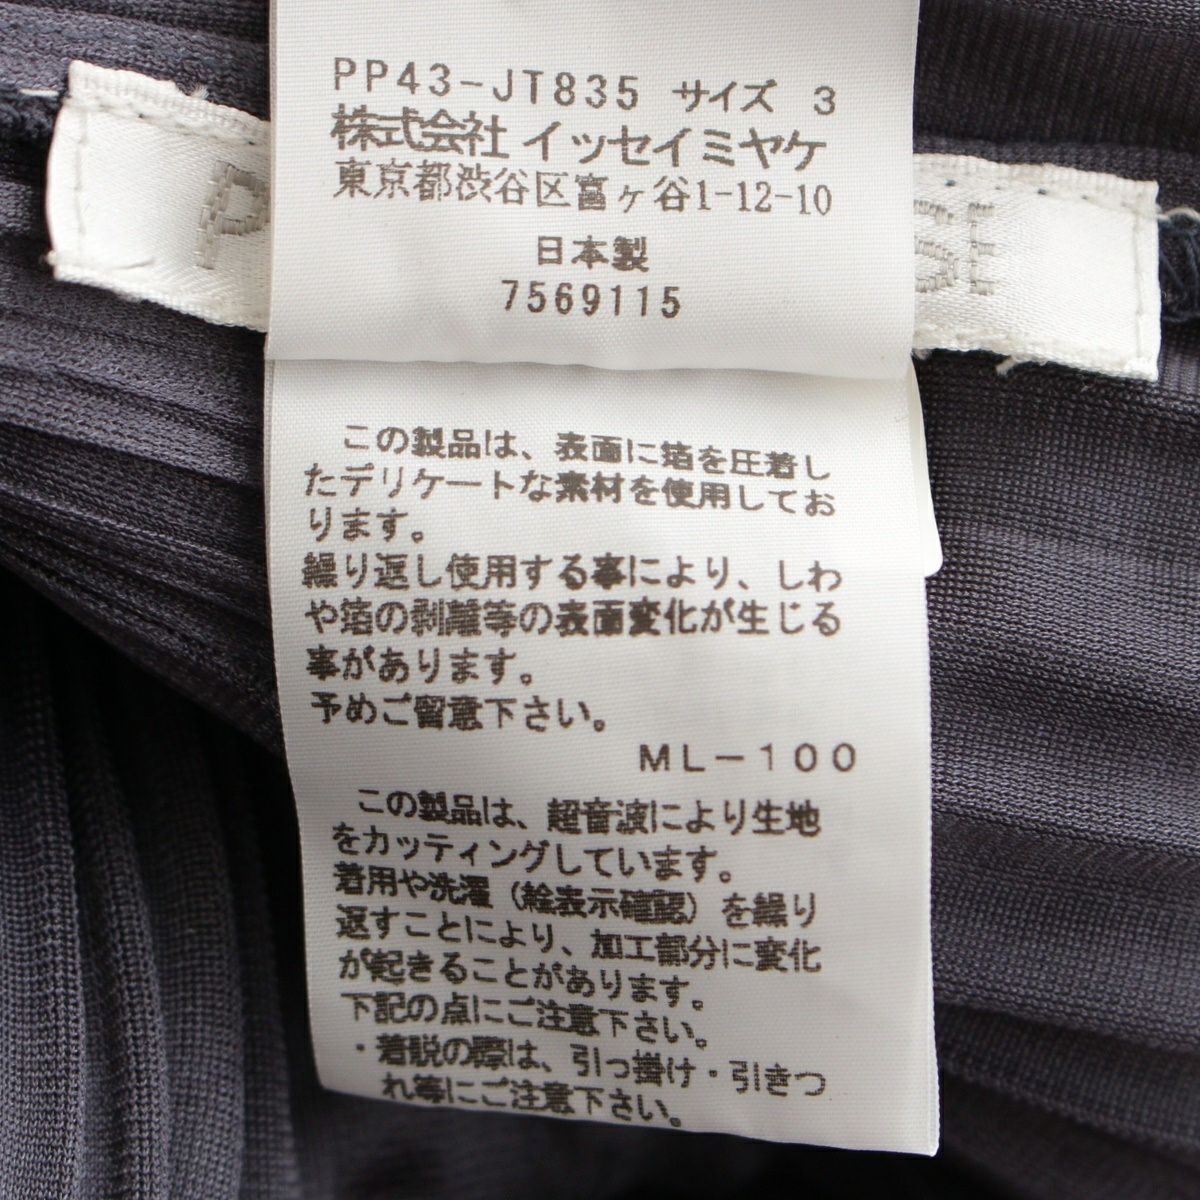 PP43-JT835 サイズ 3
株式会社 イッセイミヤケ
東京都渋谷区富ヶ谷1-12-10
日本製
7569115
この製品は、表面に箔を圧着し
たデリケートな素材を使用してお
ります。
繰り返し使用する事により、しわ
や箔の剥離等の表面変化が生じる
事があります。
予めご留意下さい。
ML-100
この製品は、超音波により生地
をカッティングしています。
着用や洗濯(絵表示確認)を繰り
返すことにより、加工部分に変化
が起きることがあります。
下記の点にご注意下さい。
・着脱の際は、引っ掛け・引きつ
れ等にご注意下さい。